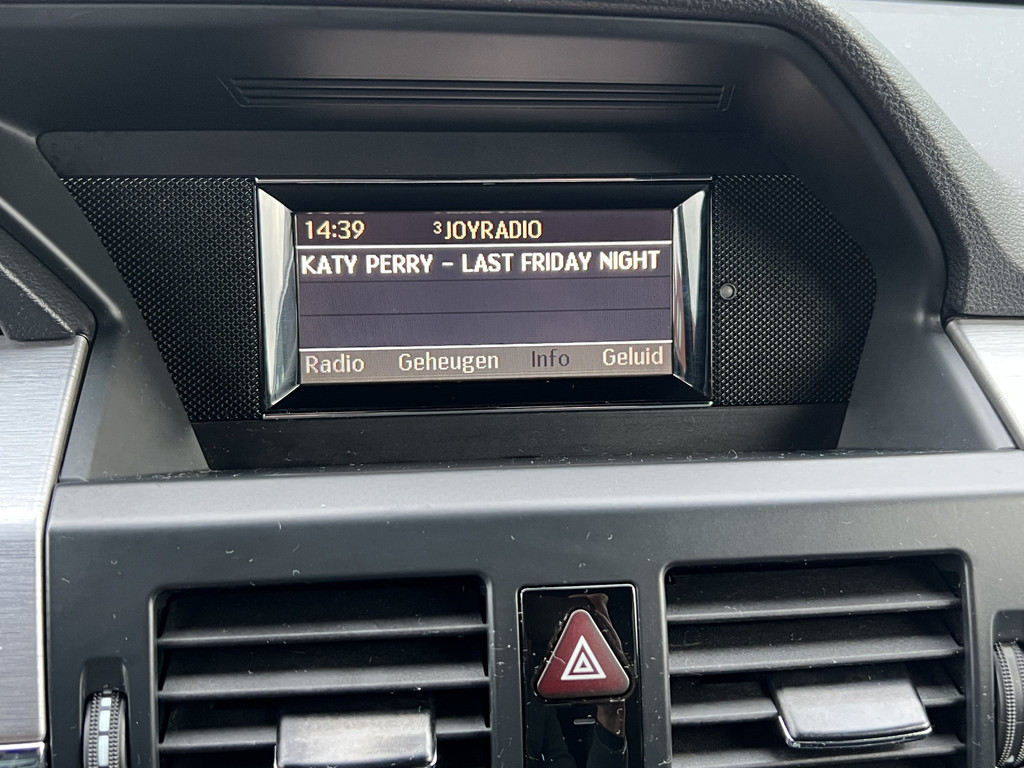 14:39 ³JOYRADIO
KATY PERRY - LAST FRIDAY NIGHT
Radio Geheugen Info Geluid